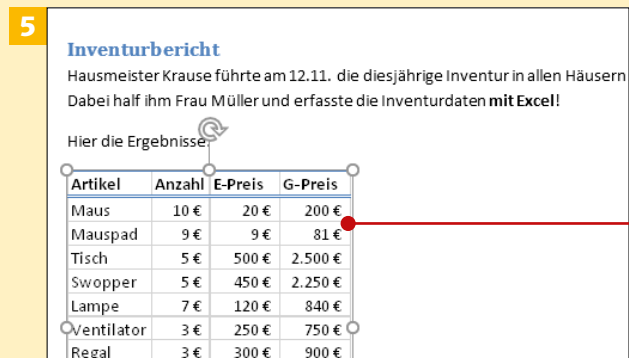 5
Inventurbericht
Hausmeister Krause führte am 12.11. die diesjährige Inventur in allen Häusern
Dabei half ihm Frau Müller und erfasste die Inventurdaten mit Excel!
Hier die Ergebnisse.
Artikel Anzahl E-Preis G-Preis
Maus 10 € 20 € 200 €
Mauspad 9 € 9 € 81 €
Tisch 5 € 500 € 2.500 €
Swopper 5 € 450 € 2.250 €
Lampe 7 € 120 € 840 €
Ventilator 3 € 250 € 750 €
Regal 3 € 300 € 900 €